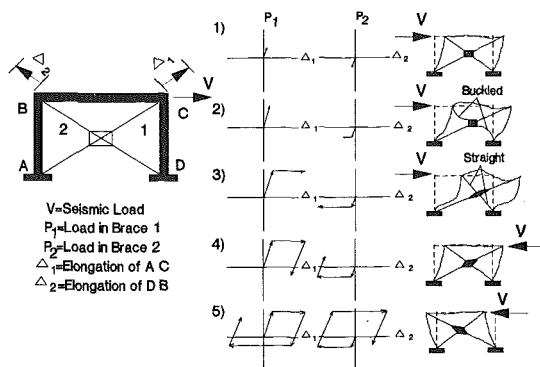 Δ2
Δ1
V
B
2
1
C
A
D
V=Seismic Load
P1=Load in Brace 1
P2=Load in Brace 2
Δ1=Elongation of A C
Δ2=Elongation of D B
P1
P2
1)
Δ1
Δ2
V
2)
Δ1
Δ2
V
Buckled
3)
Δ1
Δ2
V
Straight
4)
Δ1
Δ2
V
5)
Δ1
Δ2
V